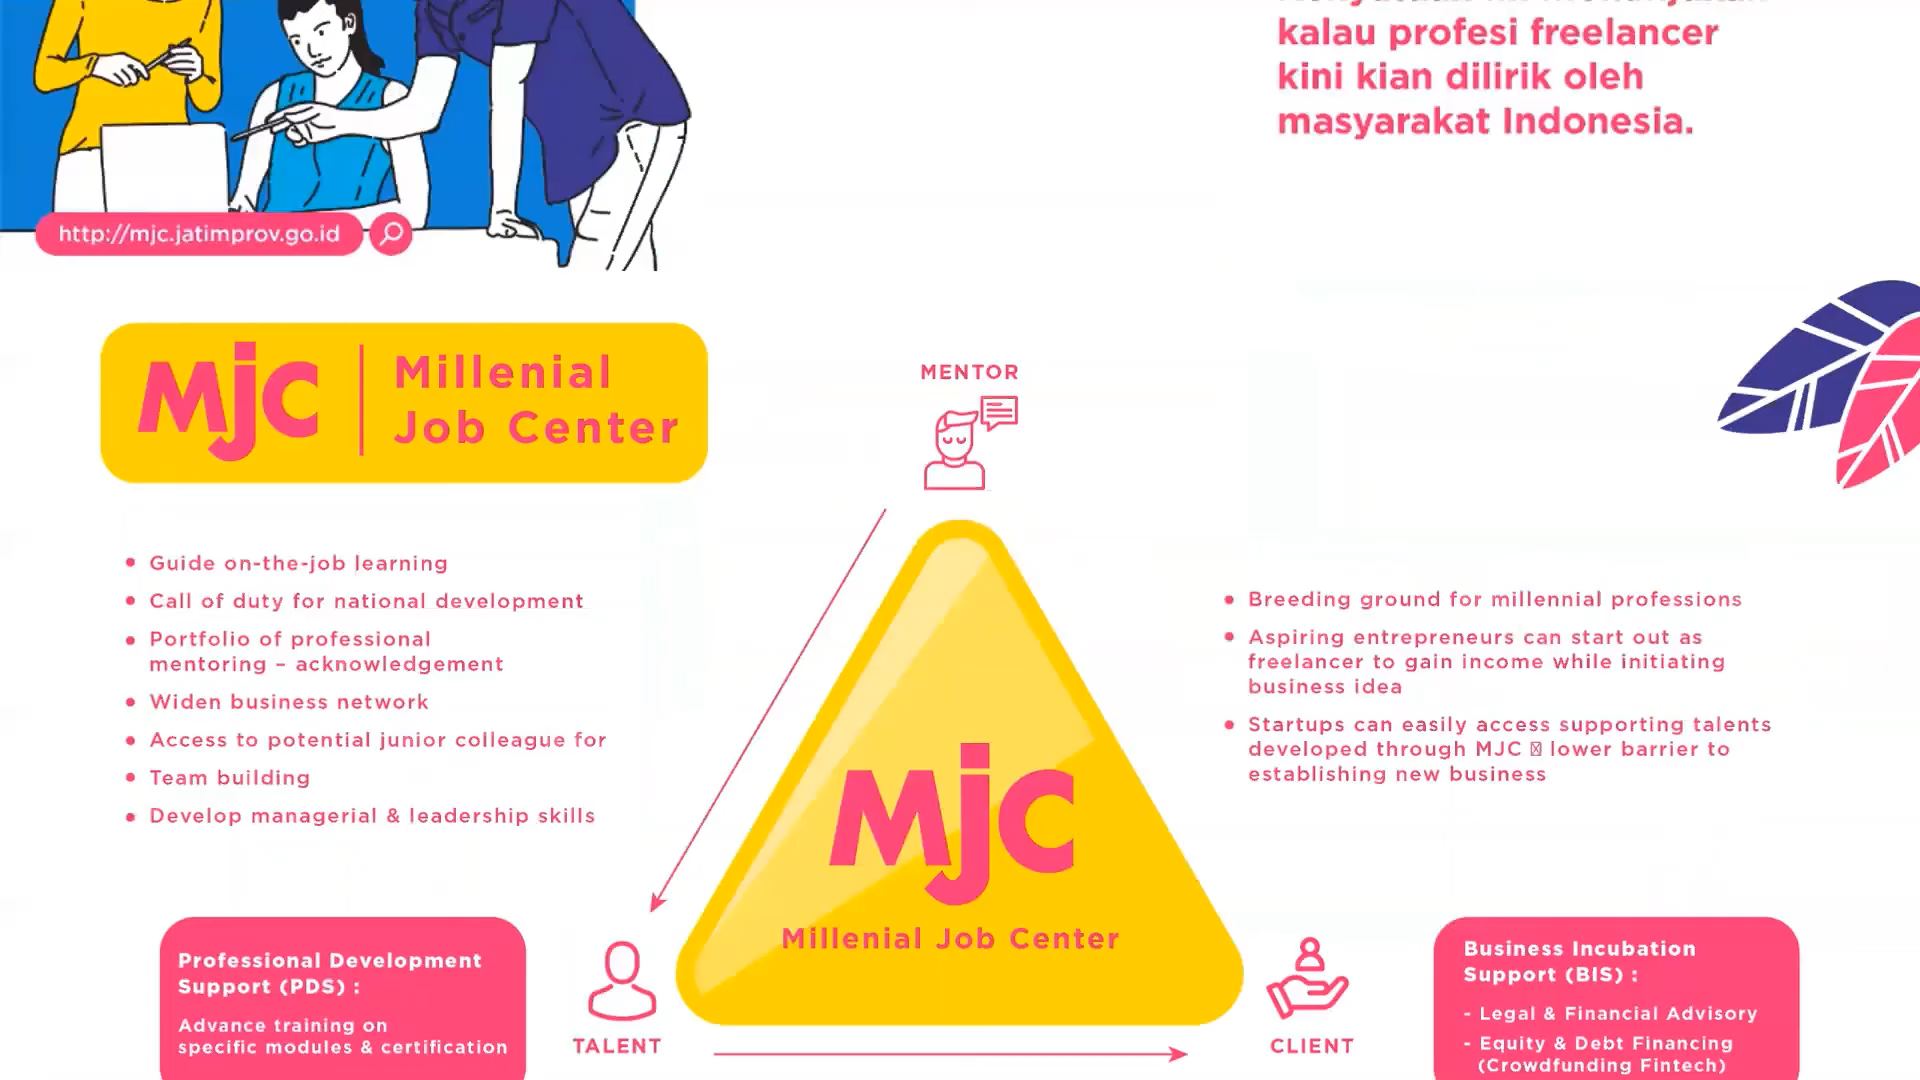 kalau profesi freelancer
kini kian dilirik oleh
masyarakat Indonesia.
http://mjc.jatimprov.go.id
mjc
Millenial
Job Center
MENTOR
• Guide on-the-job learning
• Call of duty for national development
• Portfolio of professional
mentoring – acknowledgement
• Widen business network
• Access to potential junior colleague for
• Team building
• Develop managerial & leadership skills
• Breeding ground for millennial professions
• Aspiring entrepreneurs can start out as
freelancer to gain income while initiating
business idea
• Startups can easily access supporting talents
developed through MJC lower barrier to
establishing new business
mjc
Millenial Job Center
Professional Development
Support (PDS) :
Advance training on
specific modules & certification
TALENT
CLIENT
Business Incubation
Support (BIS) :
- Legal & Financial Advisory
- Equity & Debt Financing
(Crowdfunding Fintech)